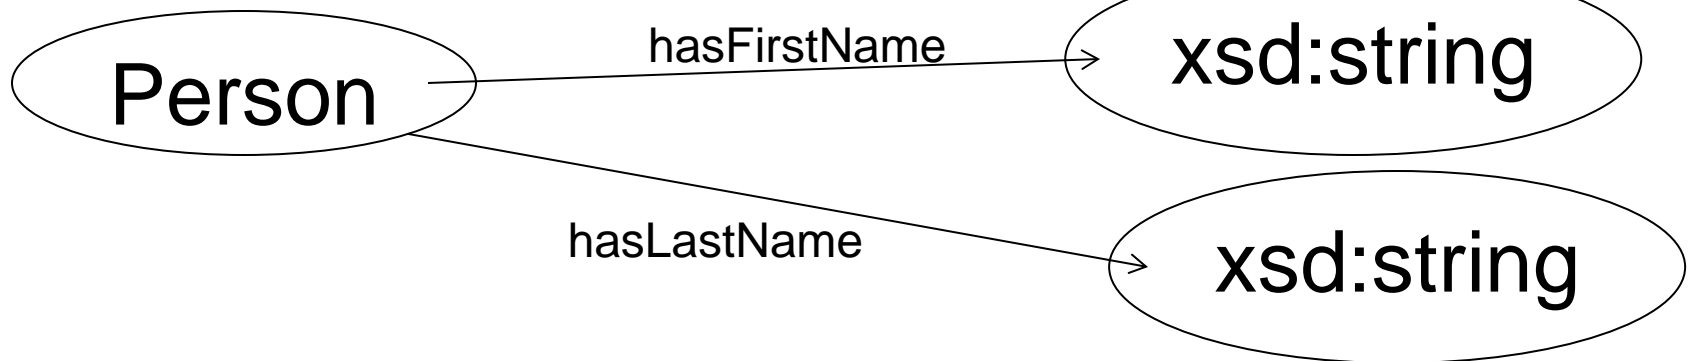 Person
hasFirstName
xsd:string
hasLastName
xsd:string